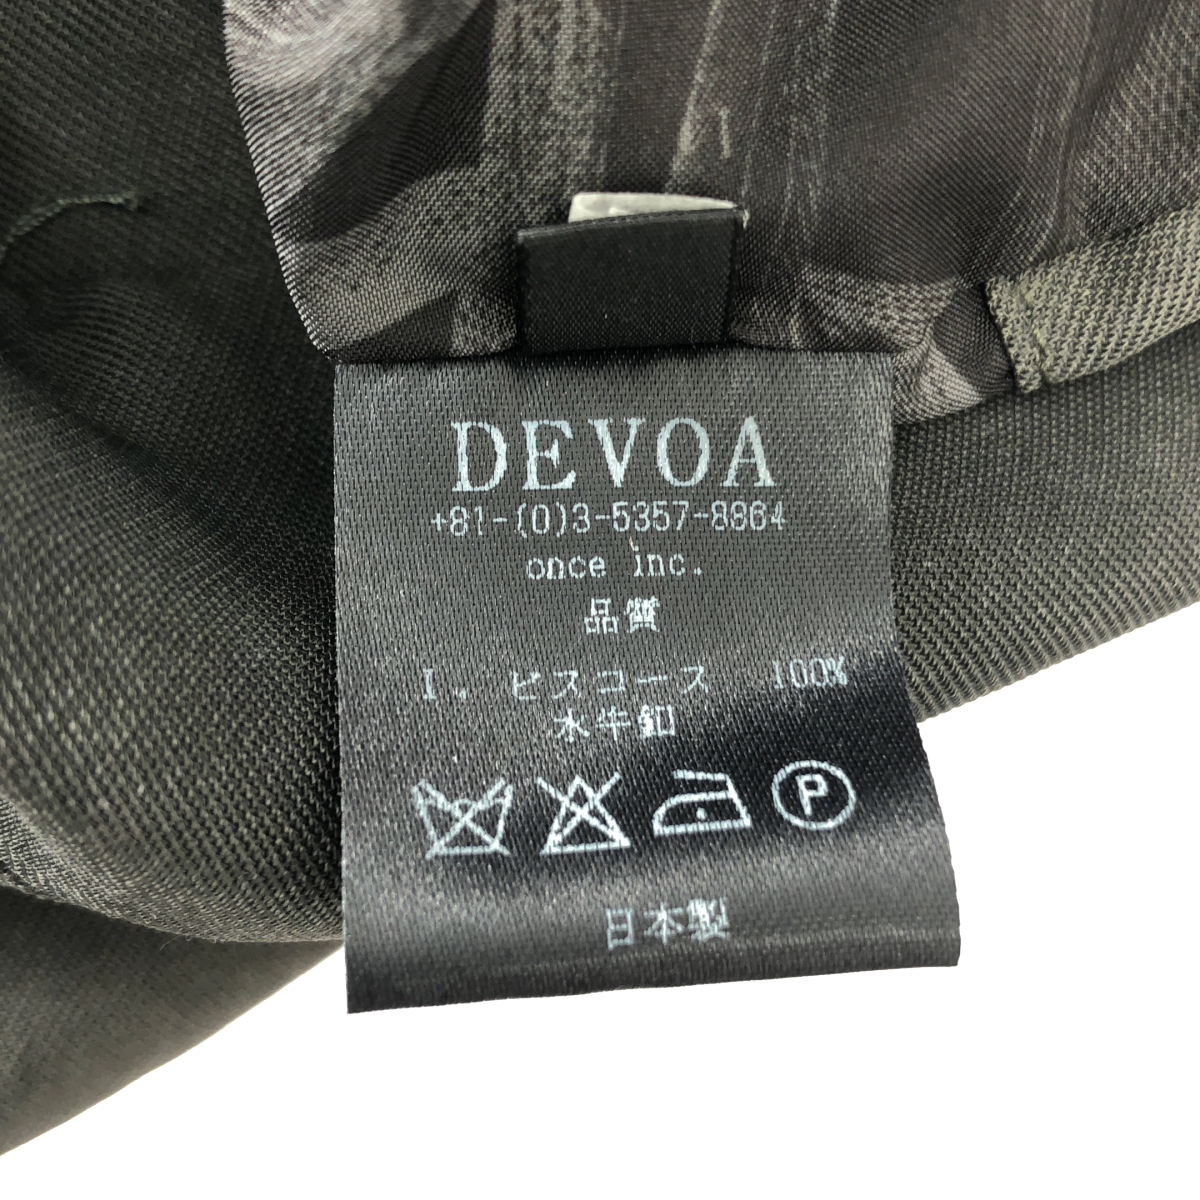 DEVOA
+81-(0)3-5357-8864
once inc.
品質
I. ビスコース 100%
水牛釦
P
日本製